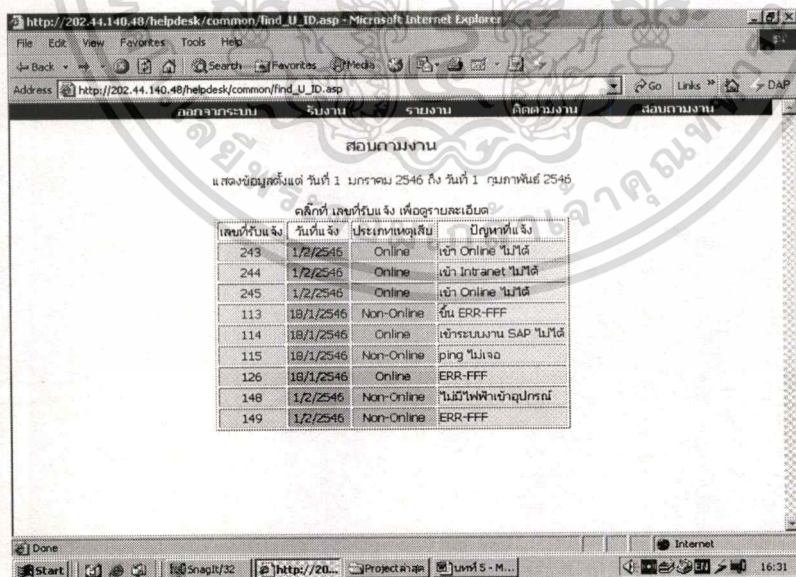 http://202.44.140.48/helpdesk/common/find_U_ID.asp - Microsoft Internet Explorer
File Edit View Favorites Tools Help
Back Search Favorites Media
Address http://202.44.140.48/helpdesk/common/find_U_ID.asp Go Links » DAP
ออกจากระบบ รับงาน รายงาน ติดตามงาน สอบถามงาน
สอบถามงาน
แสดงข้อมูลตั้งแต่ วันที่ 1 มกราคม 2546 ถึง วันที่ 1 กุมภาพันธ์ 2546
คลิ๊กที่ เลขที่รับแจ้ง เพื่อดูรายละเอียด
เลขที่รับแจ้ง วันที่แจ้ง ประเภทเหตุเสีย ปัญหาที่แจ้ง
243 1/2/2546 Online เข้า Online ไม่ได้
244 1/2/2546 Online เข้า Intranet ไม่ได้
245 1/2/2546 Online เข้า Online ไม่ได้
113 18/1/2546 Non-Online ขึ้น ERR-FFF
114 18/1/2546 Online เข้าระบบงาน SAP ไม่ได้
115 18/1/2546 Non-Online ping ไม่เจอ
126 18/1/2546 Online ERR-FFF
148 1/2/2546 Non-Online ไม่มีไฟฟ้าเข้าอุปกรณ์
149 1/2/2546 Non-Online ERR-FFF
Done Internet
Start SnagIt/32 http://20... Projectล่าสุด บทที่ 5 - M... EN 16:31